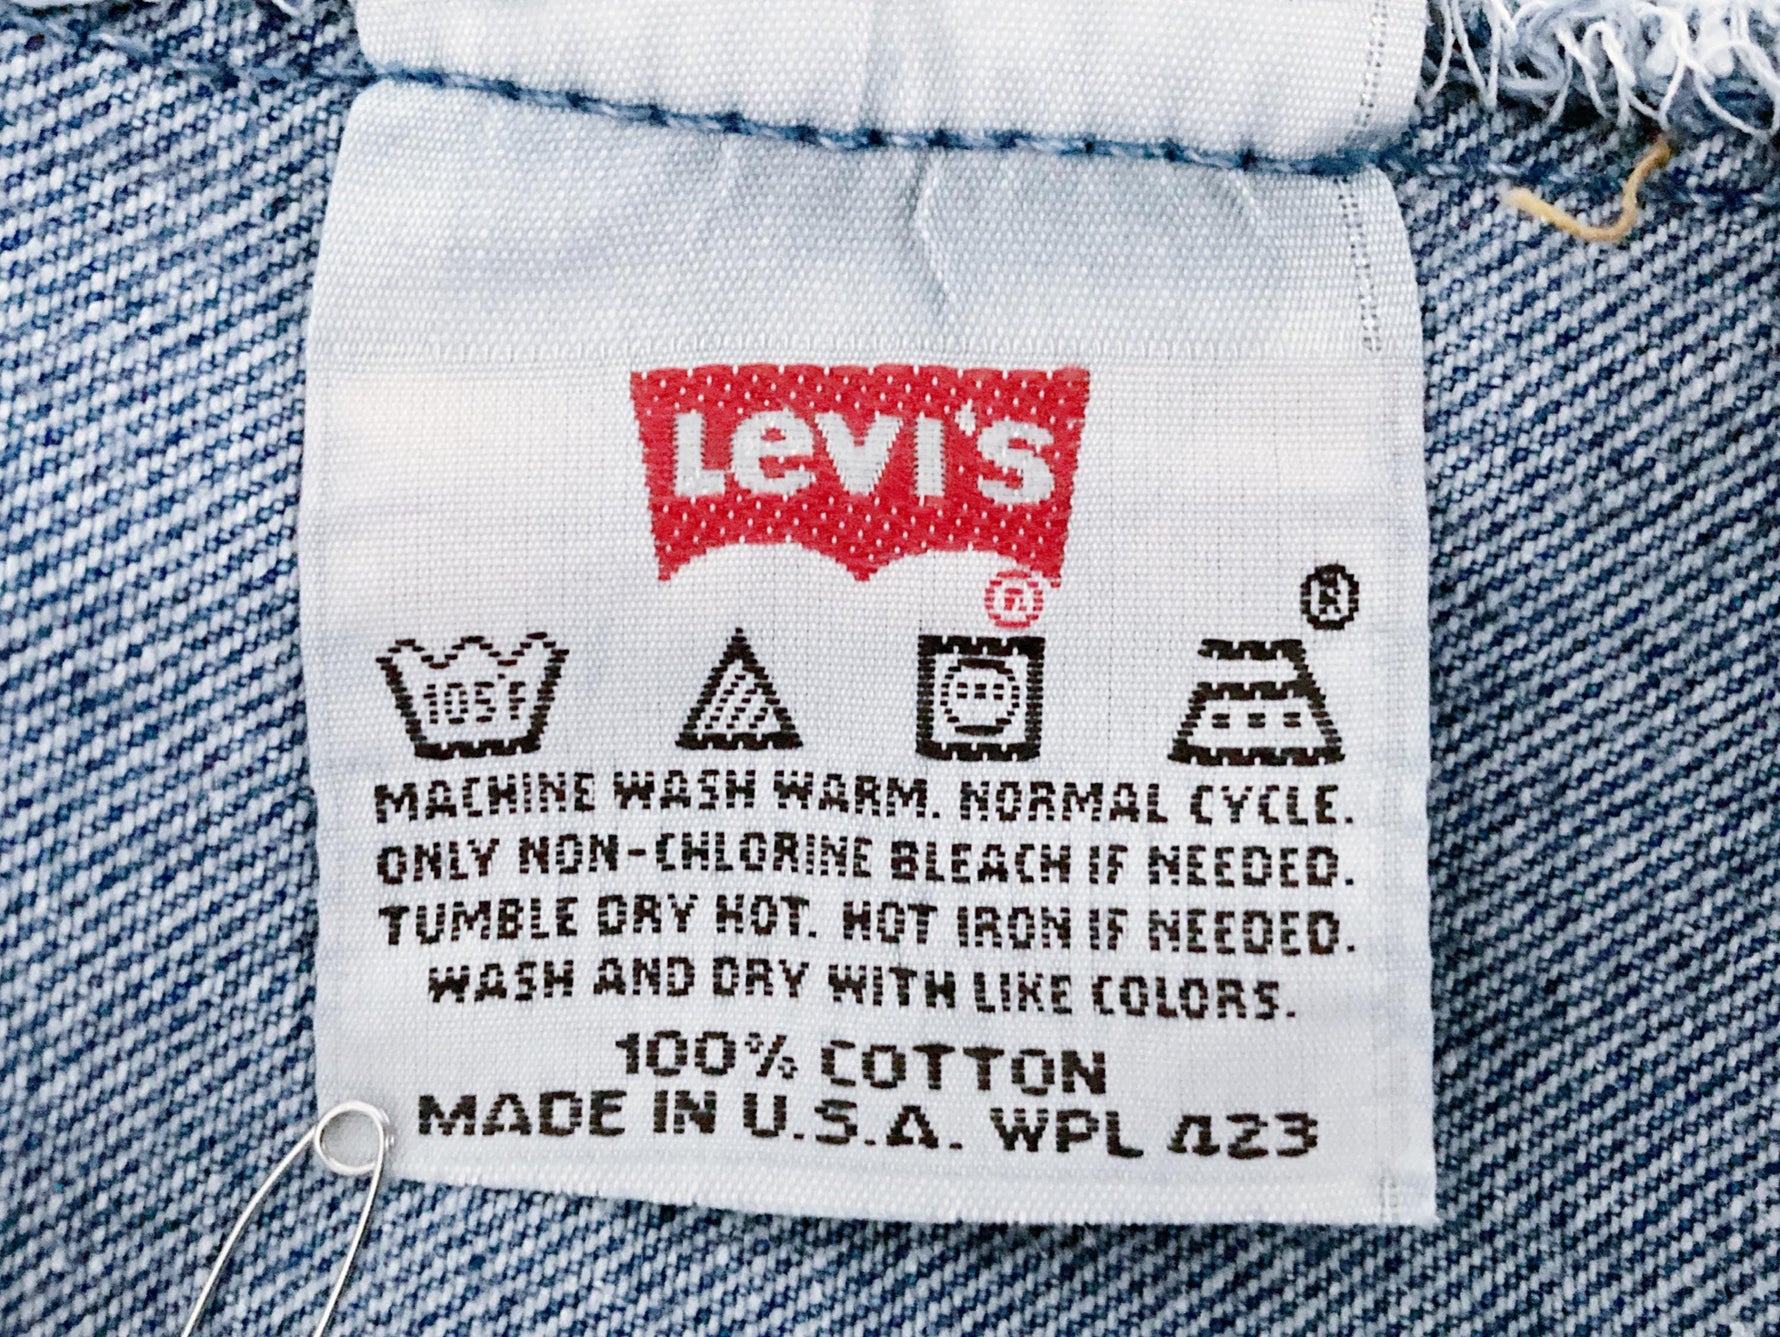 Levi's
®
®
105°F
MACHINE WASH WARM. NORMAL CYCLE.
ONLY NON-CHLORINE BLEACH IF NEEDED.
TUMBLE DRY HOT. HOT IRON IF NEEDED.
WASH AND DRY WITH LIKE COLORS.
100% COTTON
MADE IN U.S.A. WPL 423